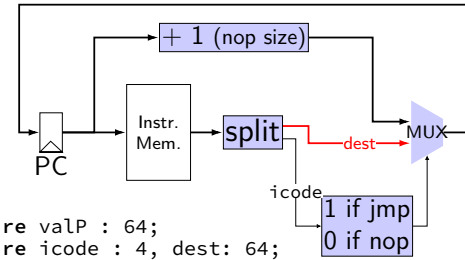 + 1 (nop size)
Instr.
Mem.
split
MUX
dest
PC
icode
1 if jmp
0 if nop
re valP : 64;
re icode : 4, dest: 64;